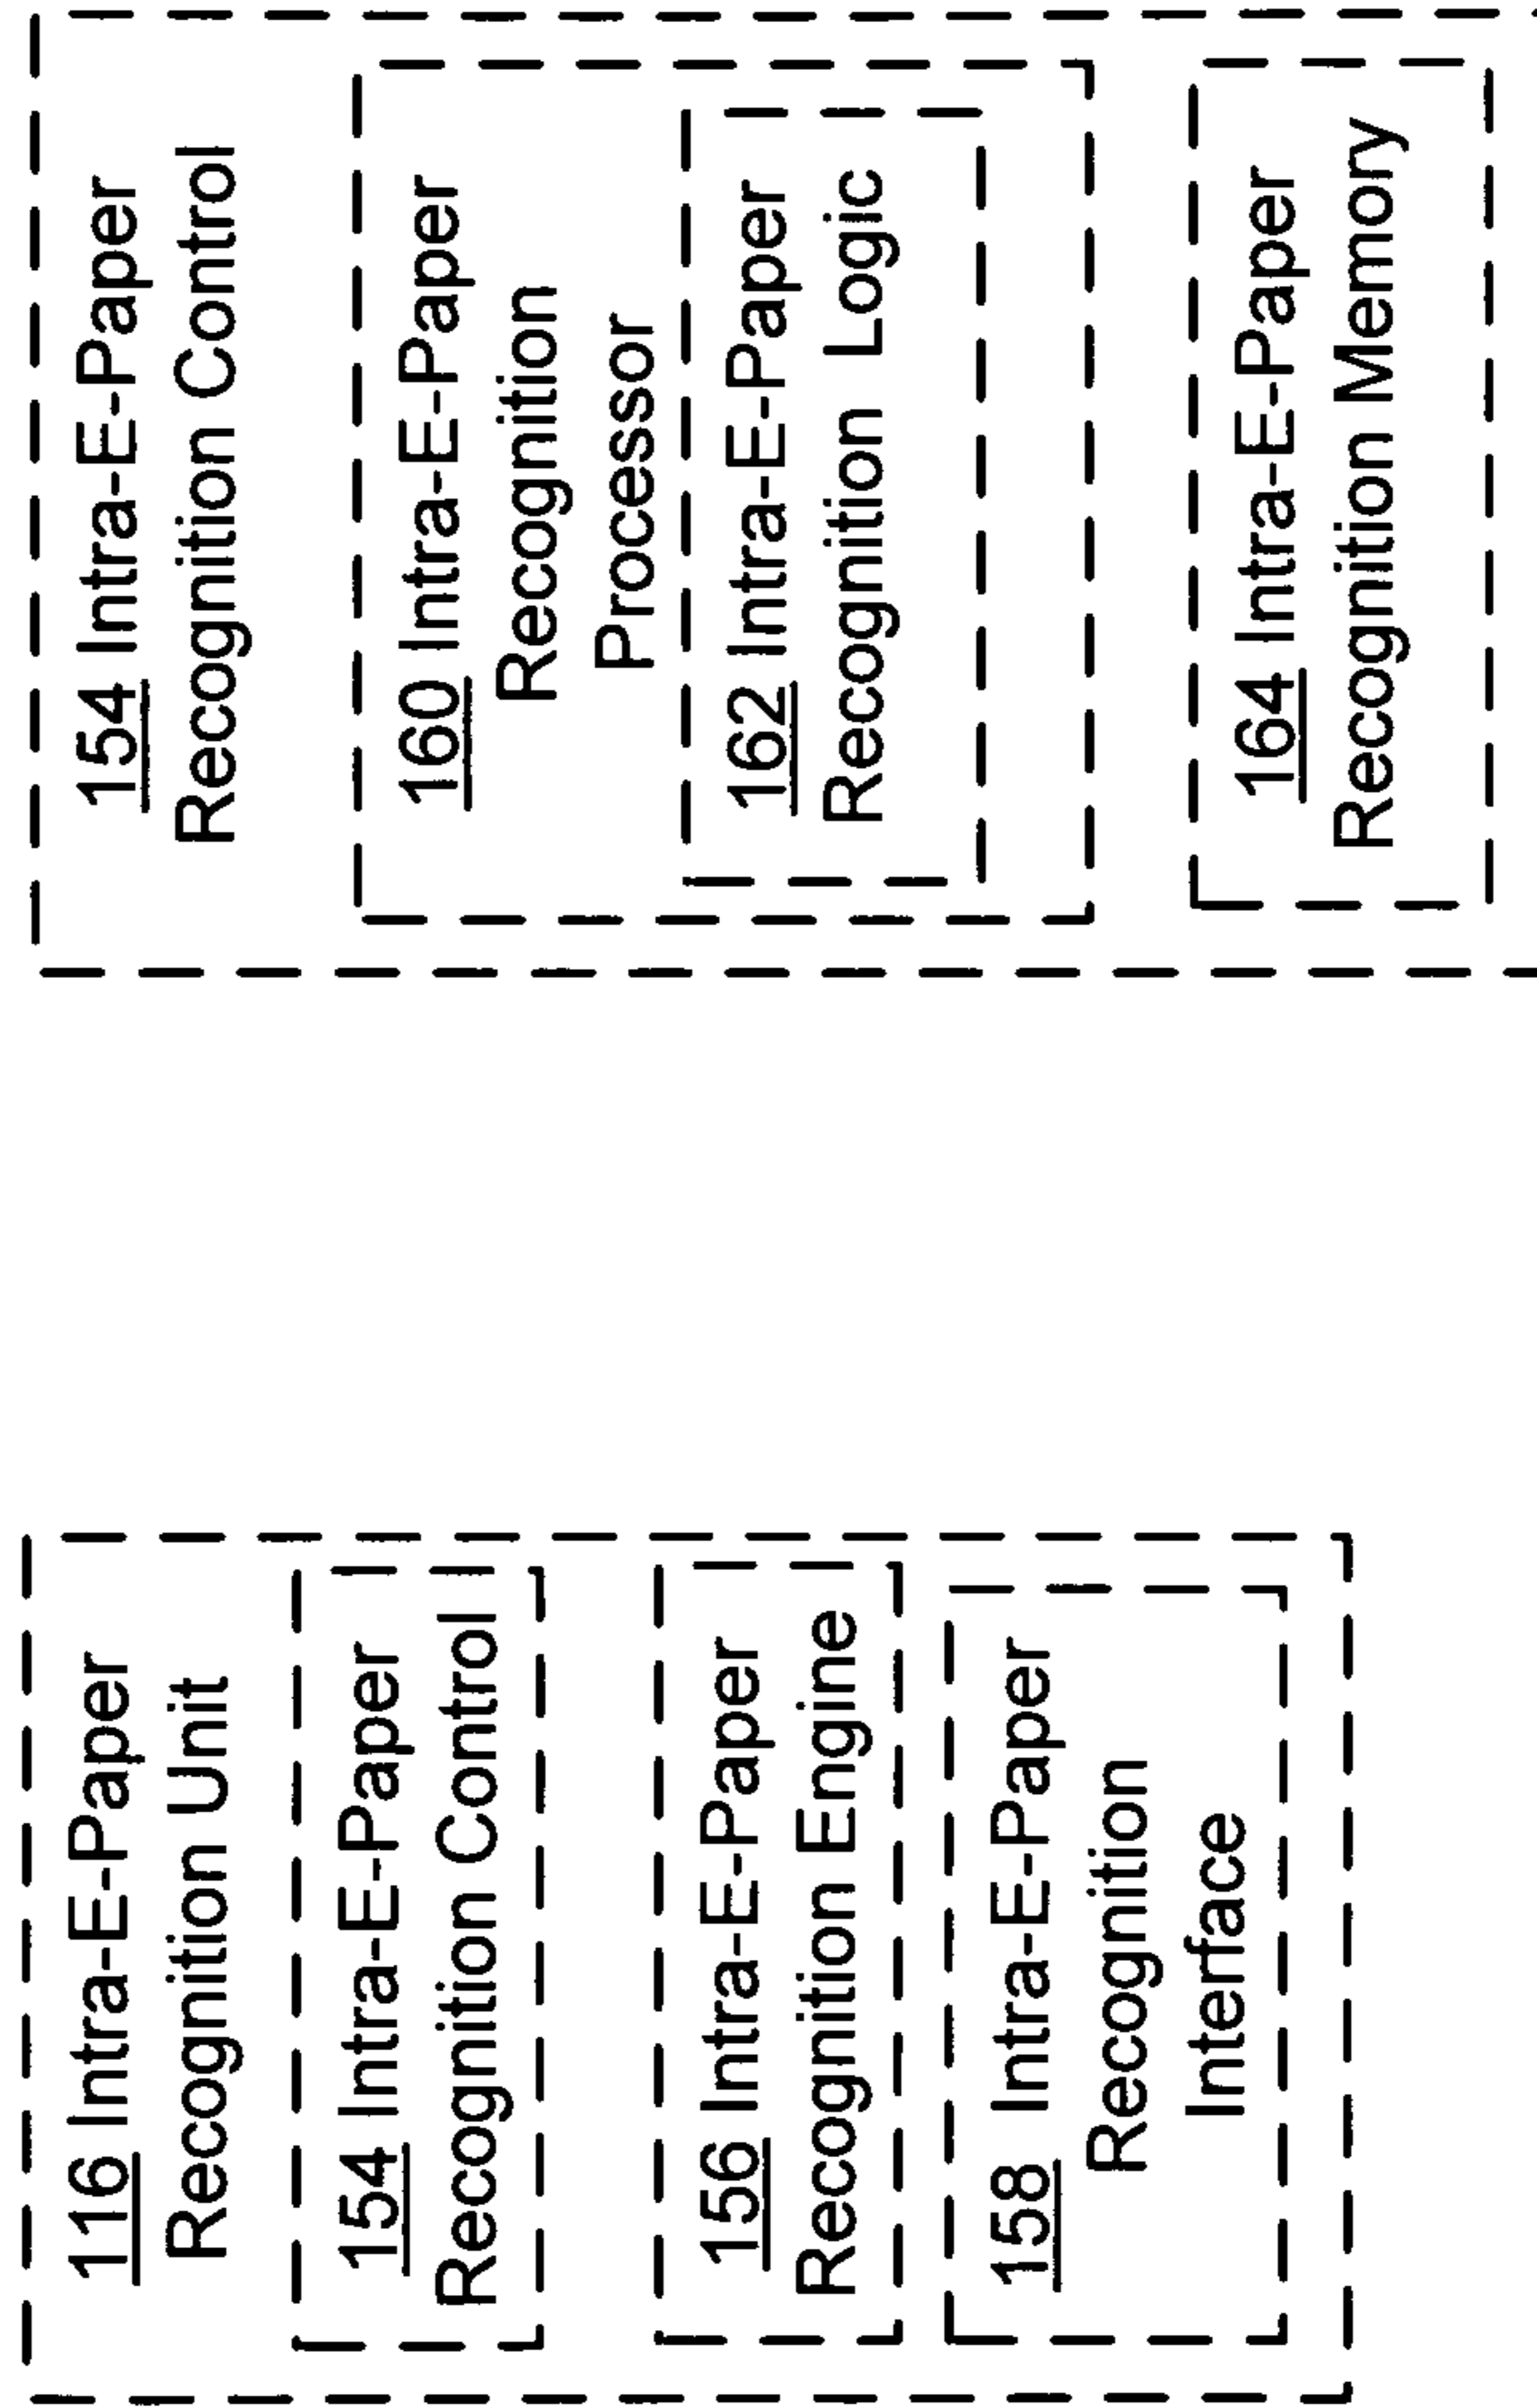 116 Intra-E-Paper
Recognition Unit
154 Intra-E-Paper
Recognition Control
156 Intra-E-Paper
Recognition Engine
158 Intra-E-Paper
Recognition
Interface
154 Intra-E-Paper
Recognition Control
160 Intra-E-Paper
Recognition
Processor
162 Intra-E-Paper
Recognition Logic
164 Intra-E-Paper
Recognition Memory